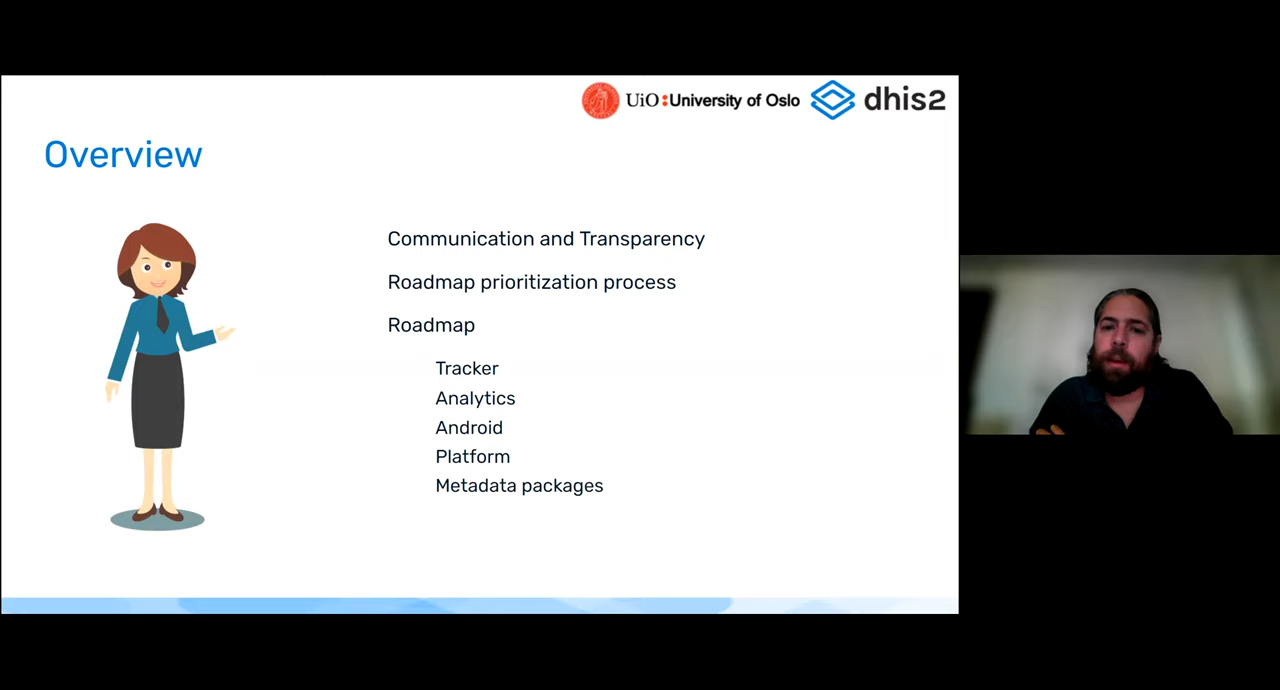 UiO:University of Oslo dhis2
Overview
Communication and Transparency
Roadmap prioritization process
Roadmap
Tracker
Analytics
Android
Platform
Metadata packages